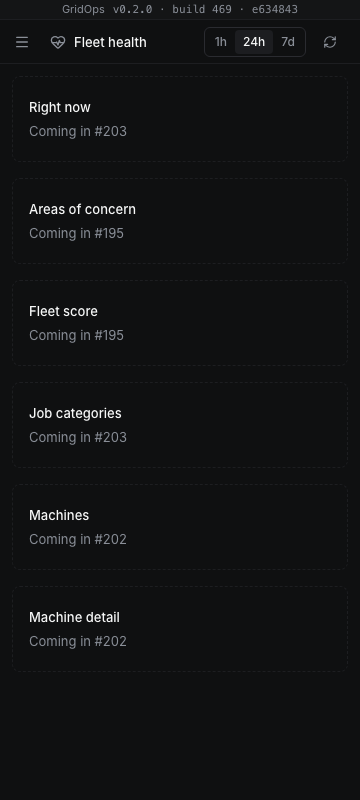 GridOps v0.2.0 · build 469 · e634843
Fleet health 1h 24h 7d
Right now
Coming in #203
Areas of concern
Coming in #195
Fleet score
Coming in #195
Job categories
Coming in #203
Machines
Coming in #202
Machine detail
Coming in #202